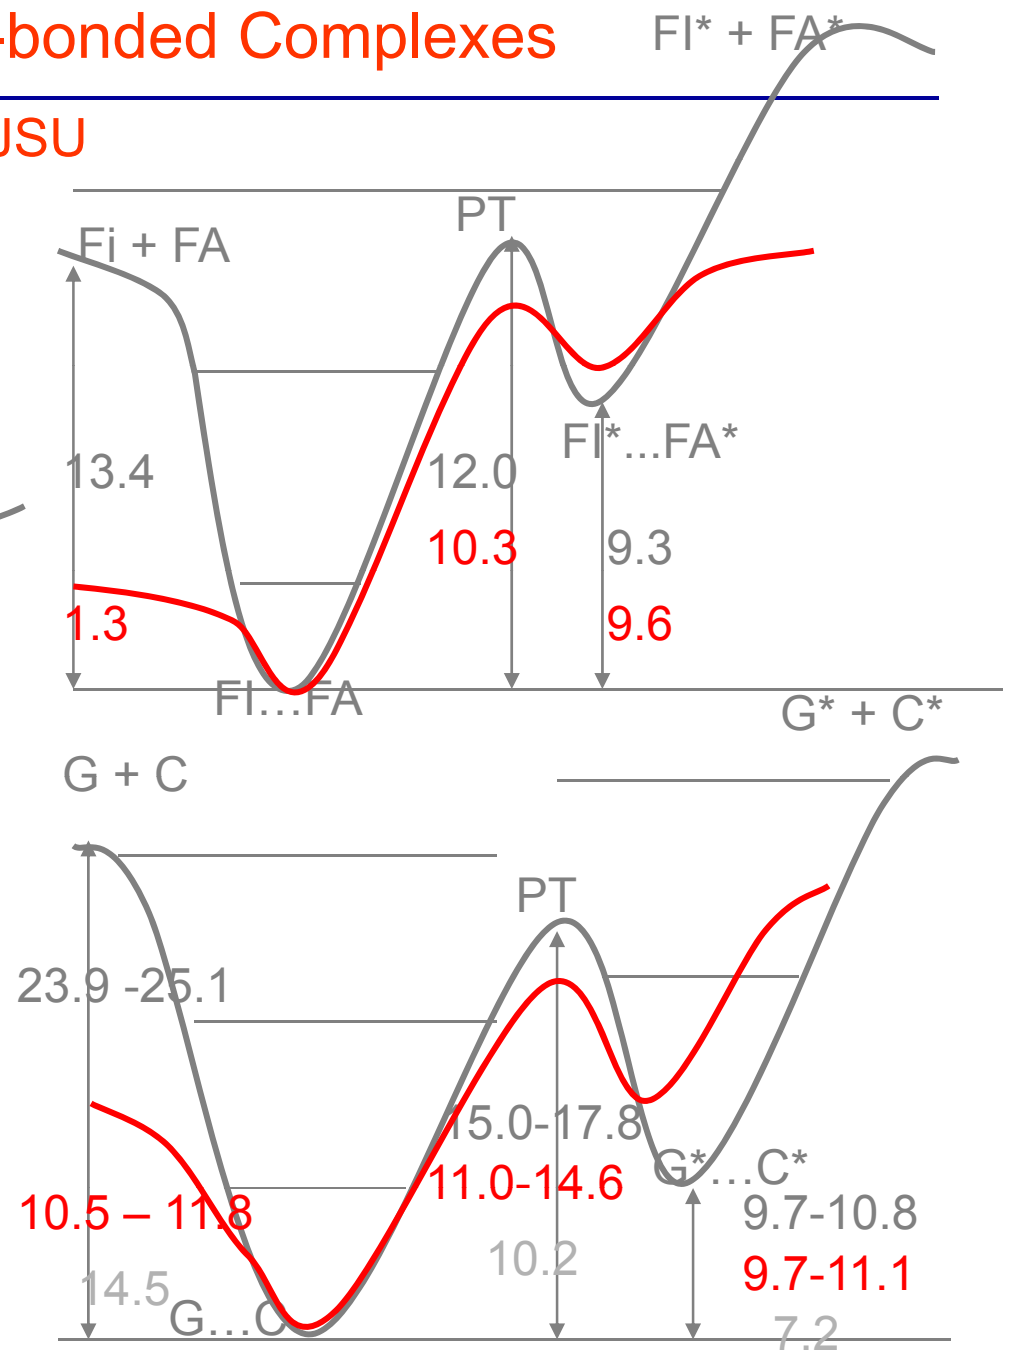 -bonded Complexes
FI* + FA*
USU
PT
Fi + FA
FI*...FA*
13.4
12.0
10.3
9.3
1.3
9.6
FI...FA
G* + C*
G + C
PT
23.9 -25.1
15.0-17.8
G*...C*
11.0-14.6
10.5 – 11.8
9.7-10.8
10.2
9.7-11.1
14.5
G...C
7.2